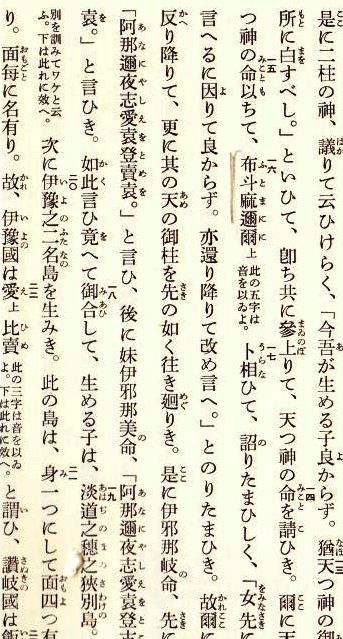 是に二柱の神、議りて云ひけらく、「今吾が生める子良からず。猶天つ神の御
所に白すべし。」といひて、卽ち共に參上りて、天つ神の命を請ひき。爾に天
つ神の命以ちて、布斗麻邇爾上 此の五字は音を以ゐよ。 卜相ひて、詔りたまひしく、「女先に
言へるに因りて良からず。亦還り降りて改め言へ。」とのりたまひき。故爾に
反り降りて、更に其の天の御柱を先の如く往き廻りき。是に伊邪那岐命、先に
「阿那邇夜志愛袁登賣袁。」と言ひ、後に妹伊邪那美命、「阿那邇夜志愛袁登古
袁。」と言ひき。如此言ひ竟へて御合して、生める子は、淡道之穗之狹別島。
別を訓みてワケと云ふ。下は此れに效へ。 次に伊豫之二名島を生みき。此の島は、身一つにして面四つ有
り。面每に名有り。故、伊豫國は愛上比賣 此の三字は音を以ゐよ。下は此れに效へ。 と謂ひ、讚岐國は飯